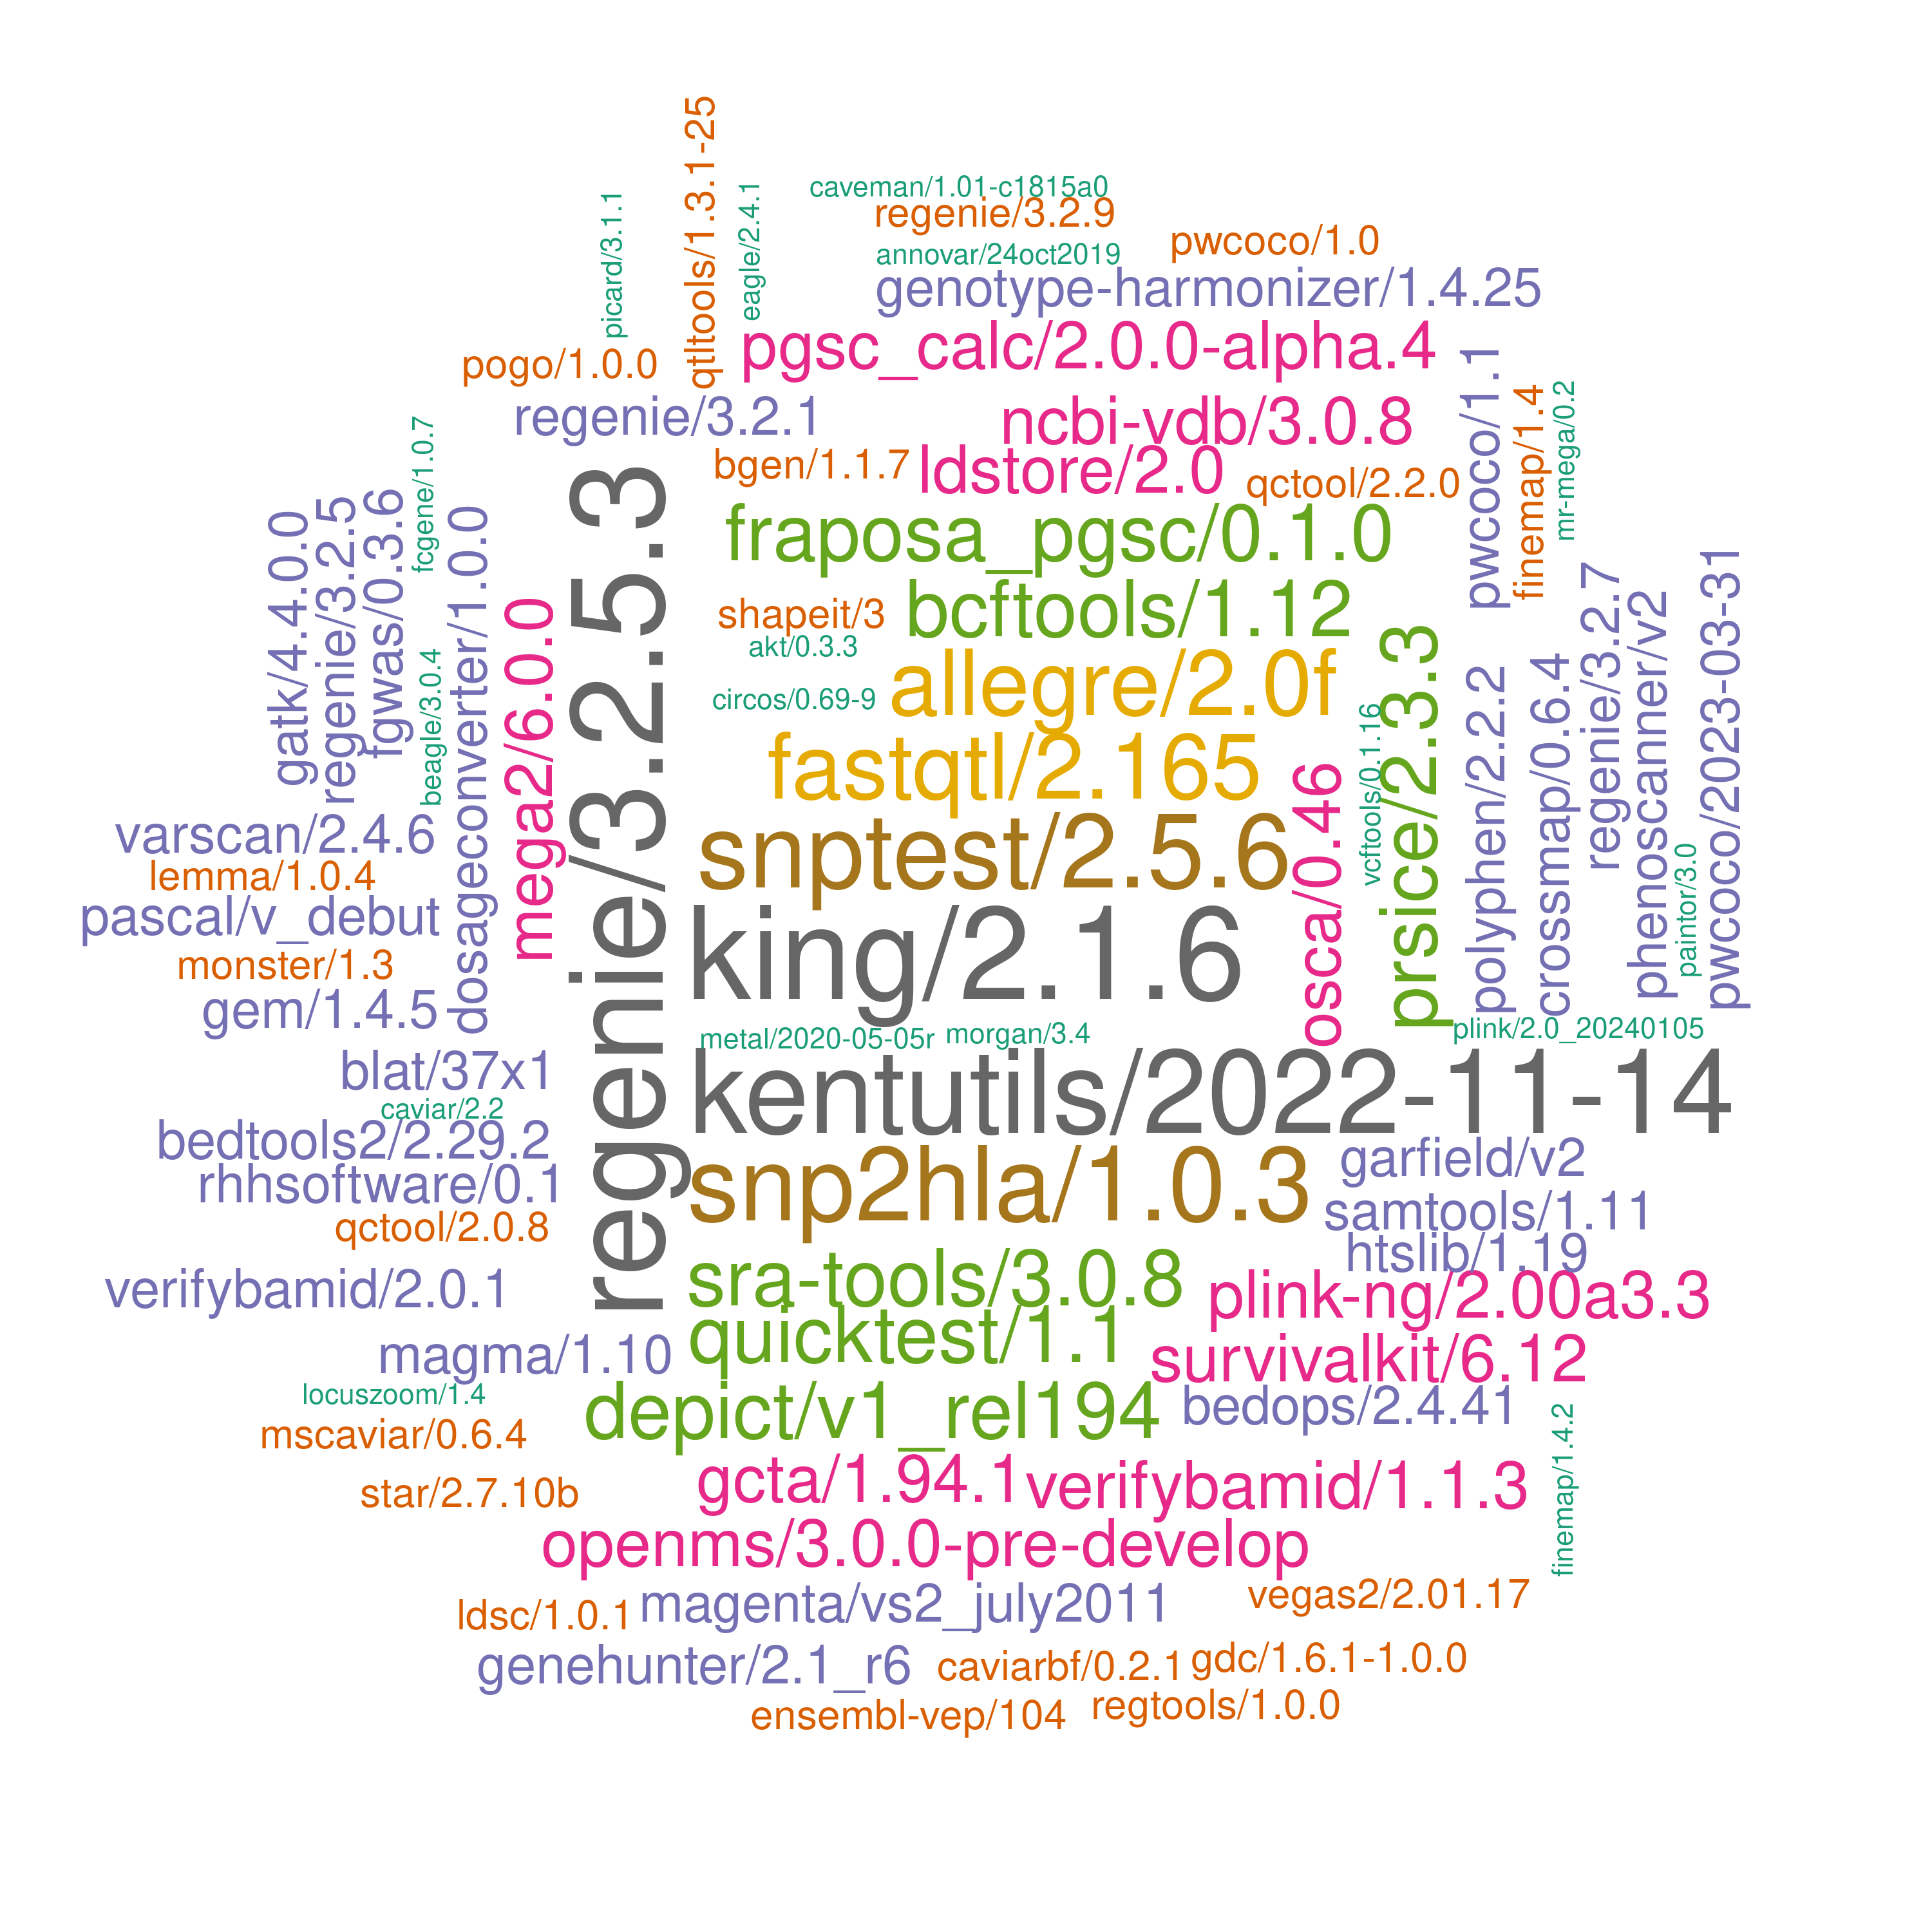 qtltools/1.3.1-25
caveman/1.01-c1815a0
picard/3.1.1
eagle/2.4.1
regenie/3.2.9
pwcoco/1.0
annovar/24oct2019
genotype-harmonizer/1.4.25
pgsc_calc/2.0.0-alpha.4
pogo/1.0.0
pwcoco/1.1
finemap/1.4
mr-mega/0.2
regenie/3.2.1
ncbi-vdb/3.0.8
fcgene/1.0.7
bgen/1.1.7
ldstore/2.0
qctool/2.2.0
regenie/3.2.5.3
gatk/4.4.0.0
regenie/3.2.5
fgwas/0.3.6
dosageconverter/1.0.0
fraposa_pgsc/0.1.0
mega2/6.0.0
shapeit/3
bcftools/1.12
akt/0.3.3
beagle/3.0.4
prsice/2.3.3
polyphen/2.2.2
crossmap/0.6.4
regenie/3.2.7
phenoscanner/v2
pwcoco/2023-03-31
circos/0.69-9
allegre/2.0f
vcftools/0.1.16
fastqtl/2.165
osca/0.46
varscan/2.4.6
snptest/2.5.6
lemma/1.0.4
paintor/3.0
pascal/v_debut
king/2.1.6
monster/1.3
gem/1.4.5
metal/2020-05-05r
morgan/3.4
plink/2.0_20240105
blat/37x1
kentutils/2022-11-14
caviar/2.2
bedtools2/2.29.2
garfield/v2
rhhsoftware/0.1
snp2hla/1.0.3
samtools/1.11
qctool/2.0.8
htslib/1.19
verifybamid/2.0.1
sra-tools/3.0.8
plink-ng/2.00a3.3
quicktest/1.1
magma/1.10
survivalkit/6.12
locuszoom/1.4
depict/v1_rel194
bedops/2.4.41
mscaviar/0.6.4
finemap/1.4.2
star/2.7.10b
gcta/1.94.1
verifybamid/1.1.3
openms/3.0.0-pre-develop
ldsc/1.0.1
magenta/vs2_july2011
vegas2/2.01.17
genehunter/2.1_r6
caviarbf/0.2.1
gdc/1.6.1-1.0.0
ensembl-vep/104
regtools/1.0.0